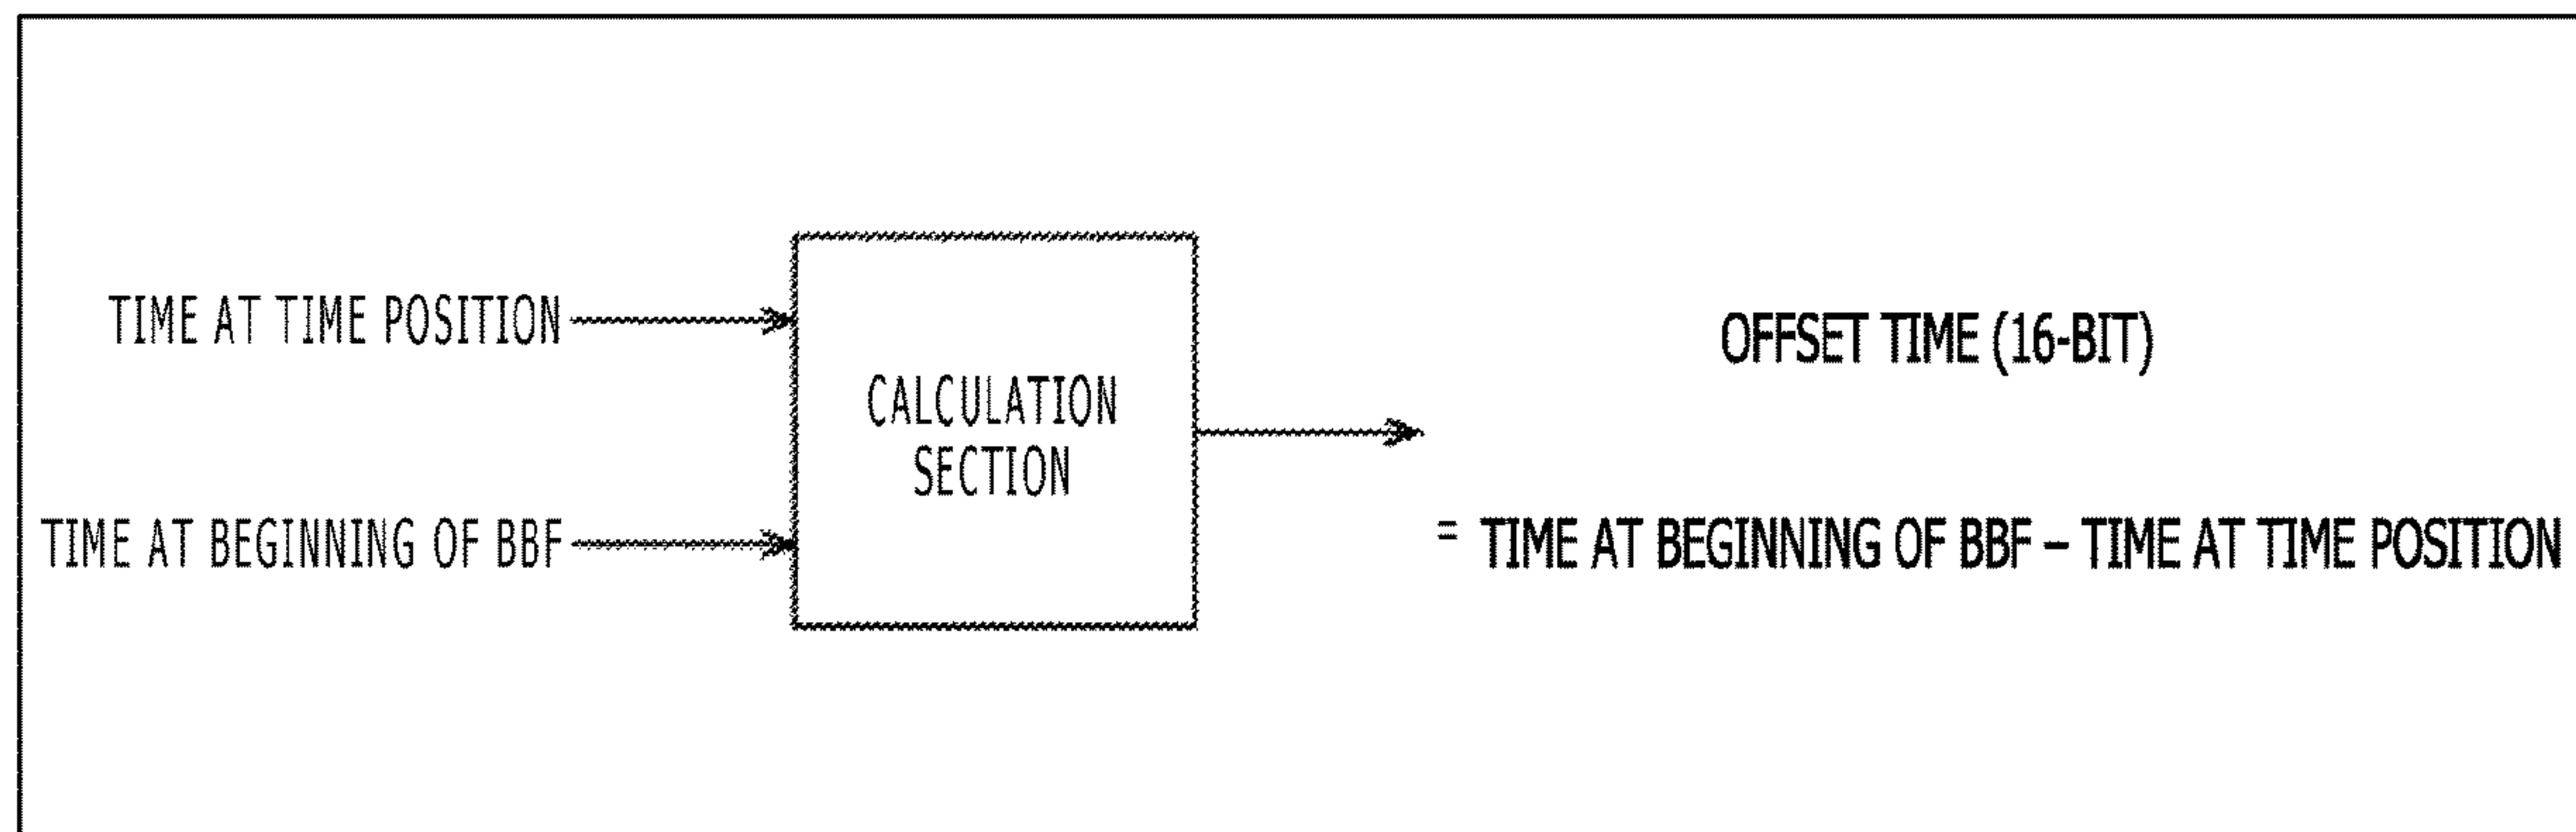 TIME AT TIME POSITION
TIME AT BEGINNING OF BBF
CALCULATION
SECTION
OFFSET TIME (16-BIT)
= TIME AT BEGINNING OF BBF – TIME AT TIME POSITION